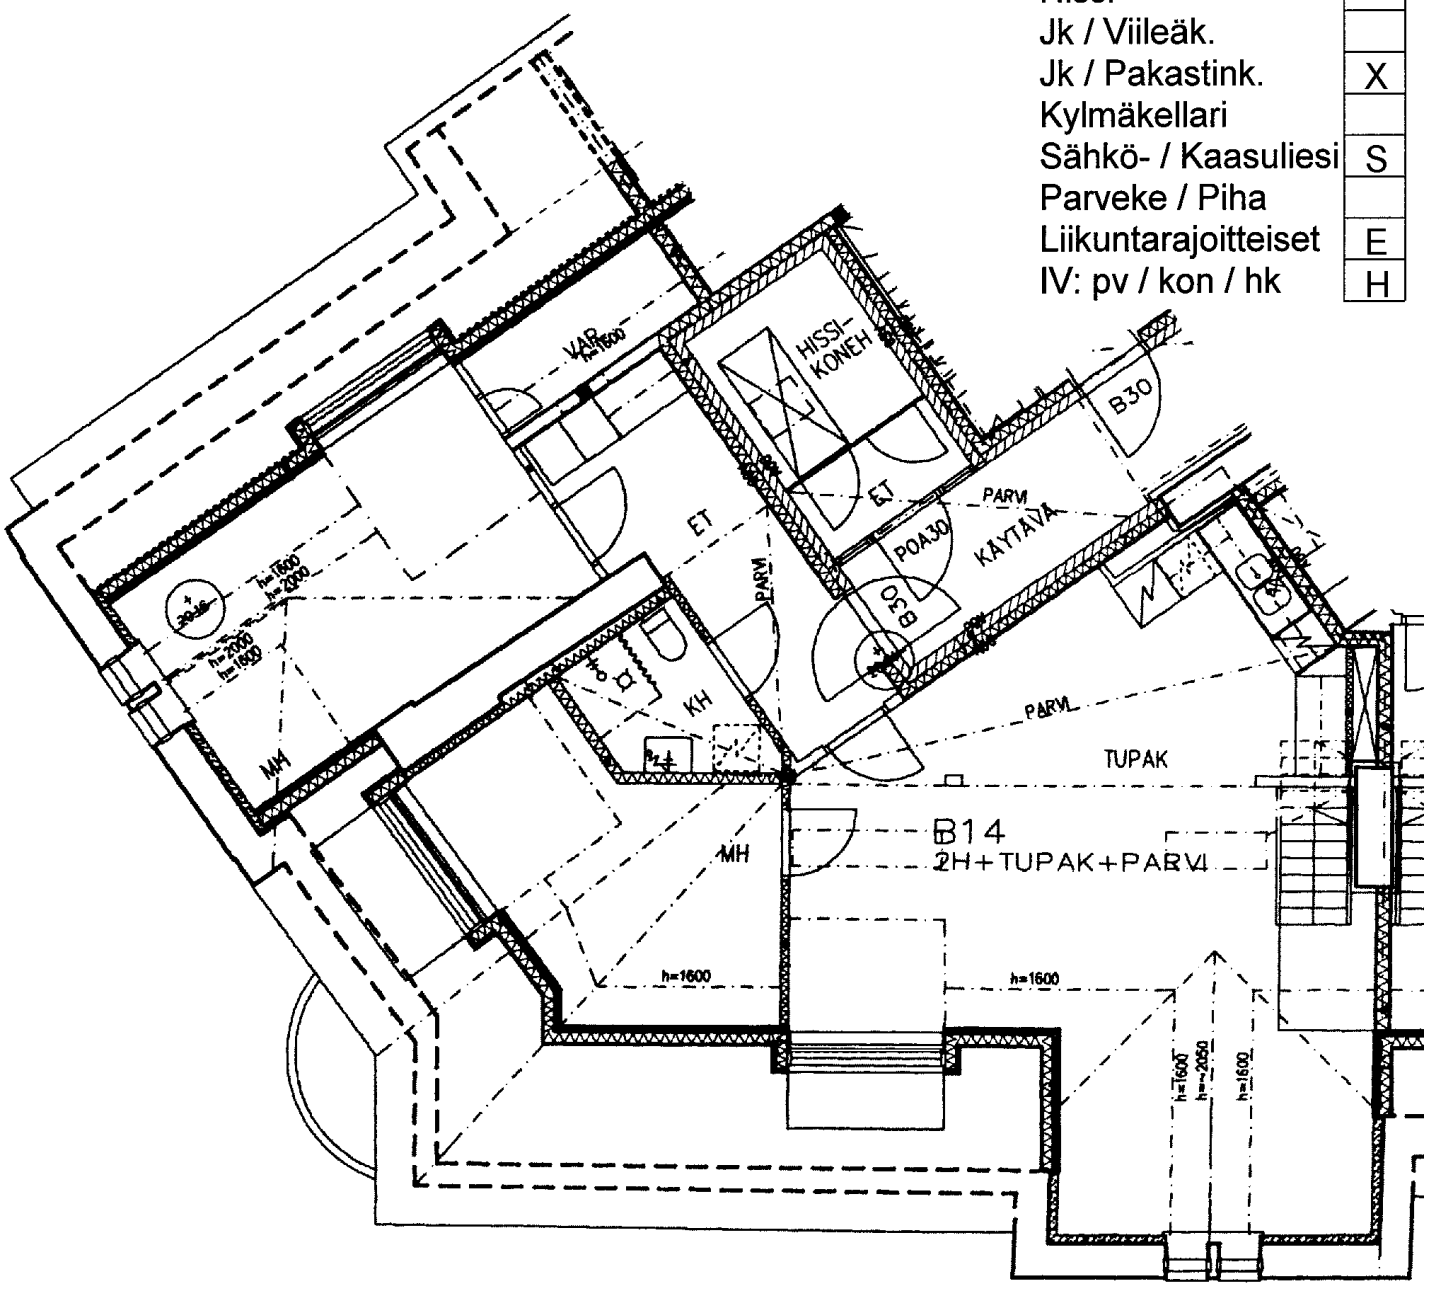 Jk / Viileäk.
Jk / Pakastink. X
Kylmäkellari
Sähkö- / Kaasuliesi S
Parveke / Piha
Liikuntarajoitteiset E
IV: pv / kon / hk H
VAR
h=1600
HISSI-
KONEH
B30
ET
PARVI
KÄYTÄVÄ
POA30
ET
PARVI
B30
h=1600
h=2000
h=2000
h=1600
MH
KH
PARVI
TUPAK
MH
B14
2H+TUPAK+PARVI
h=1600
h=1600
h=1600
h=~2050
h=1600